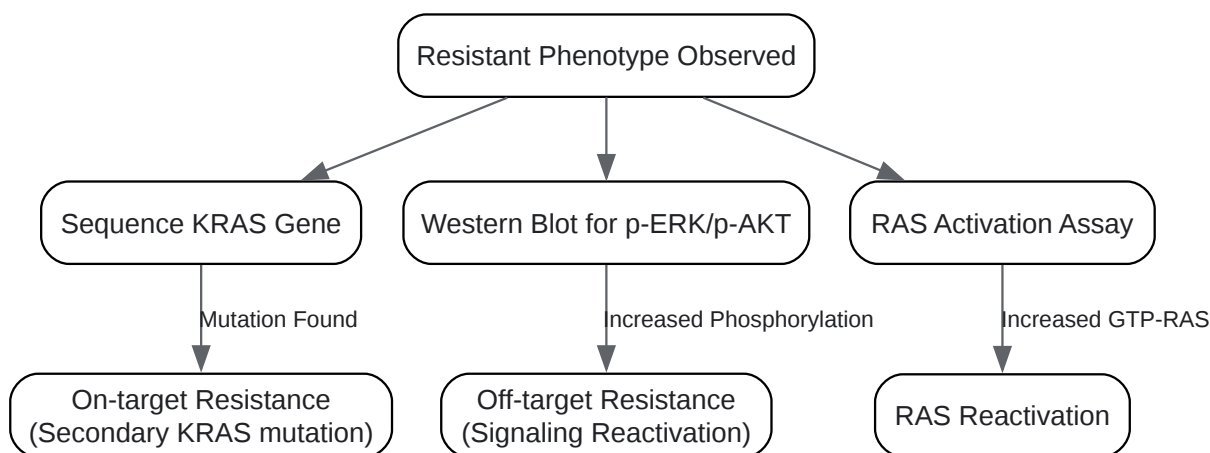 Resistant Phenotype Observed
Sequence KRAS Gene
Western Blot for p-ERK/p-AKT
RAS Activation Assay
Mutation Found
Increased Phosphorylation
Increased GTP-RAS
On-target Resistance
(Secondary KRAS mutation)
Off-target Resistance
(Signaling Reactivation)
RAS Reactivation